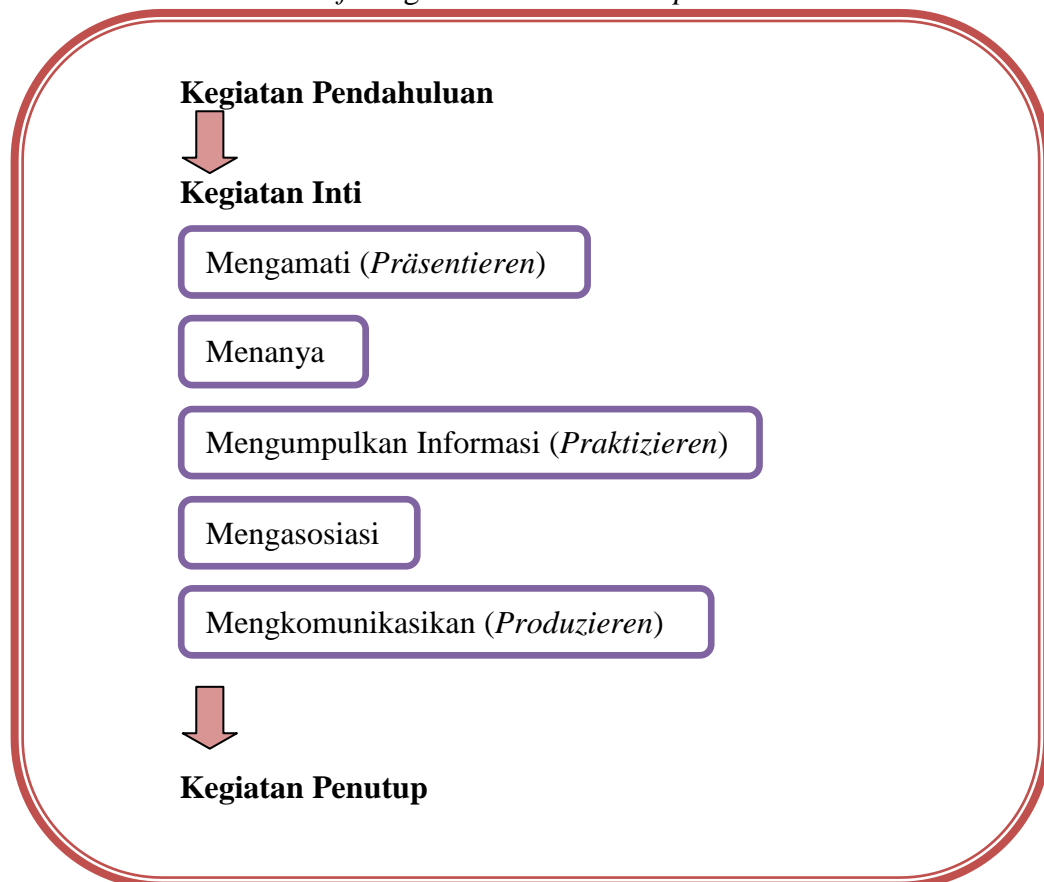 Kegiatan Pendahuluan
Kegiatan Inti
Mengamati (Präsentieren)
Menanya
Mengumpulkan Informasi (Praktizieren)
Mengasosiasi
Mengkomunikasikan (Produzieren)
Kegiatan Penutup